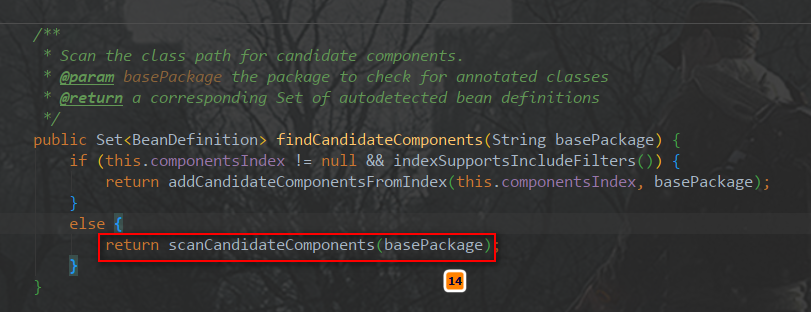 /**
 * Scan the class path for candidate components.
 * @param basePackage the package to check for annotated classes
 * @return a corresponding Set of autodetected bean definitions
 */
public Set<BeanDefinition> findCandidateComponents(String basePackage) {
    if (this.componentsIndex != null && indexSupportsIncludeFilters()) {
        return addCandidateComponentsFromIndex(this.componentsIndex, basePackage);
    }
    else {
        return scanCandidateComponents(basePackage);
    }
14
}